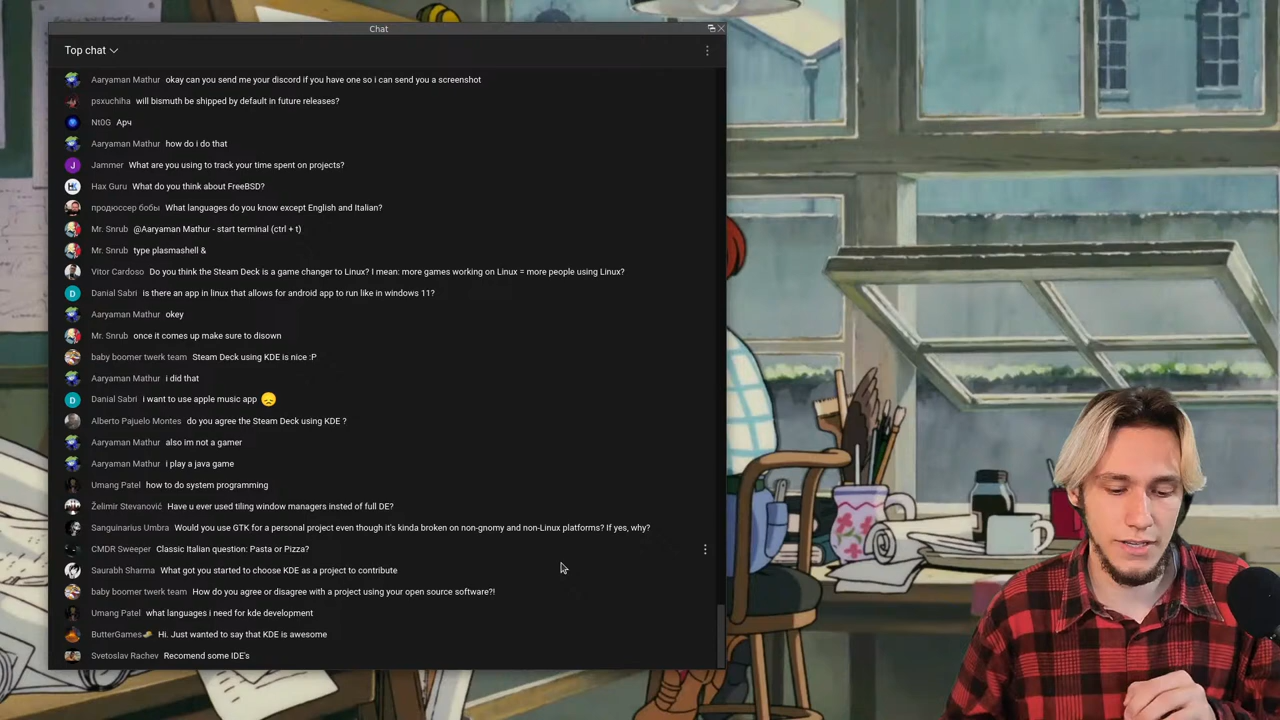 Chat
Top chat
Aaryaman Mathur okay can you send me your discord if you have one so i can send you a screenshot
psxuchiha will bismuth be shipped by default in future releases?
Nt0G Арч
Aaryaman Mathur how do i do that
J Jammer What are you using to track your time spent on projects?
Hax Guru What do you think about FreeBSD?
продюссер бобы What languages do you know except English and Italian?
Mr. Snrub @Aaryaman Mathur - start terminal (ctrl + t)
Mr. Snrub type plasmashell &
Vitor Cardoso Do you think the Steam Deck is a game changer to Linux? I mean: more games working on Linux = more people using Linux?
D Danial Sabri is there an app in linux that allows for android app to run like in windows 11?
Aaryaman Mathur okey
Mr. Snrub once it comes up make sure to disown
baby boomer twerk team Steam Deck using KDE is nice :P
Aaryaman Mathur i did that
D Danial Sabri i want to use apple music app 😞
Alberto Pajuelo Montes do you agree the Steam Deck using KDE ?
Aaryaman Mathur also im not a gamer
Aaryaman Mathur i play a java game
Umang Patel how to do system programming
Želimir Stevanović Have u ever used tiling window managers insted of full DE?
Sanguinarius Umbra Would you use GTK for a personal project even though it's kinda broken on non-gnomy and non-Linux platforms? If yes, why?
CMDR Sweeper Classic Italian question: Pasta or Pizza?
Saurabh Sharma What got you started to choose KDE as a project to contribute
baby boomer twerk team How do you agree or disagree with a project using your open source software?!
Umang Patel what languages i need for kde development
ButterGames🧈 Hi. Just wanted to say that KDE is awesome
Svetoslav Rachev Recomend some IDE's